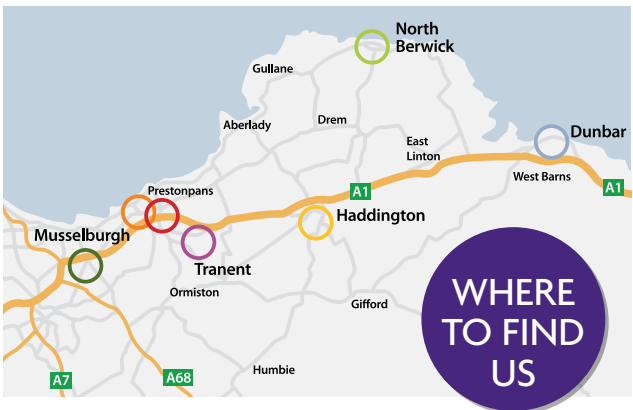 North
Berwick
Gullane
Aberlady
Drem
East
Linton
Dunbar
West Barns
A1
A1
Prestonpans
Haddington
Musselburgh
Tranent
Ormiston
Gifford
Humbie
A7
A68
WHERE
TO FIND
US